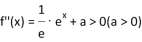 f''(x) = 1/e · e^x + a > 0(a > 0)